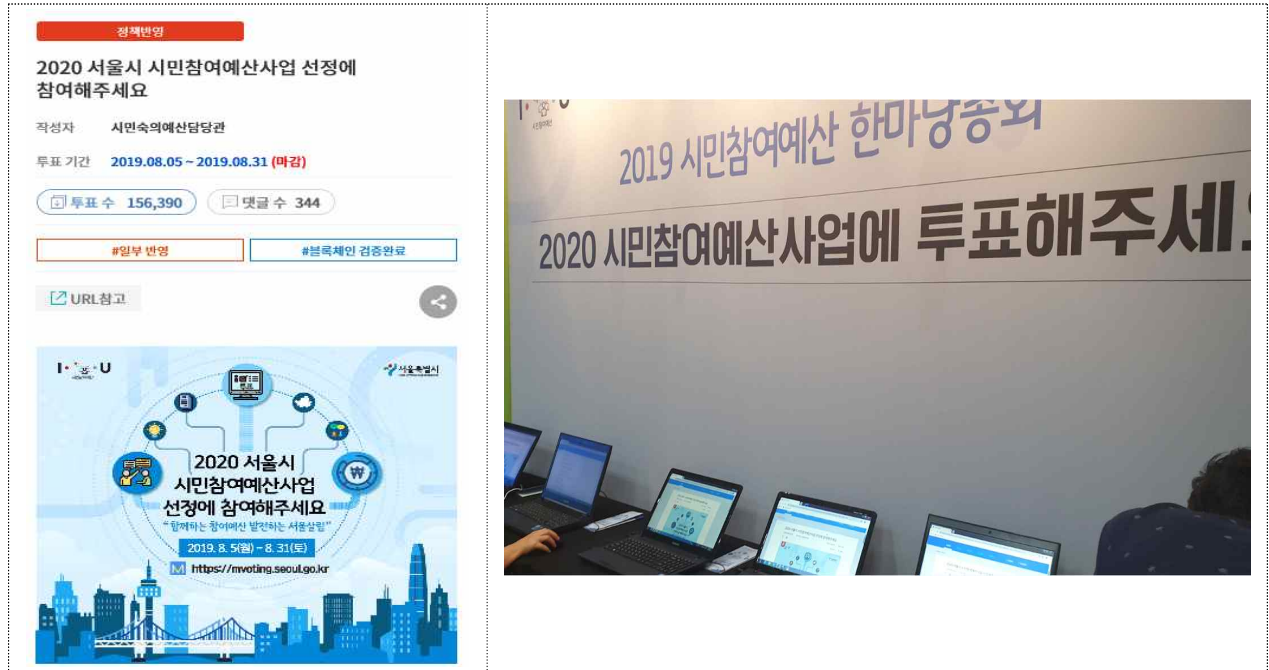 정책반영
2020 서울시 시민참여예산사업 선정에
참여해주세요
작성자 시민숙의예산담당관
투표 기간 2019.08.05 ~ 2019.08.31 (마감)
투표 수 156,390 댓글 수 344
#일부 반영 #블록체인 검증완료
URL참고
I U 서울특별시
2020 서울시
시민참여예산사업
선정에 참여해주세요
"함께하는 참여예산 발전하는 서울살림"
2019. 8. 5(월) ~ 8. 31(토)
M https://mvoting.seoul.go.kr
2019 시민참여예산 한마당총회
2020 시민참여예산사업에 투표해주세요